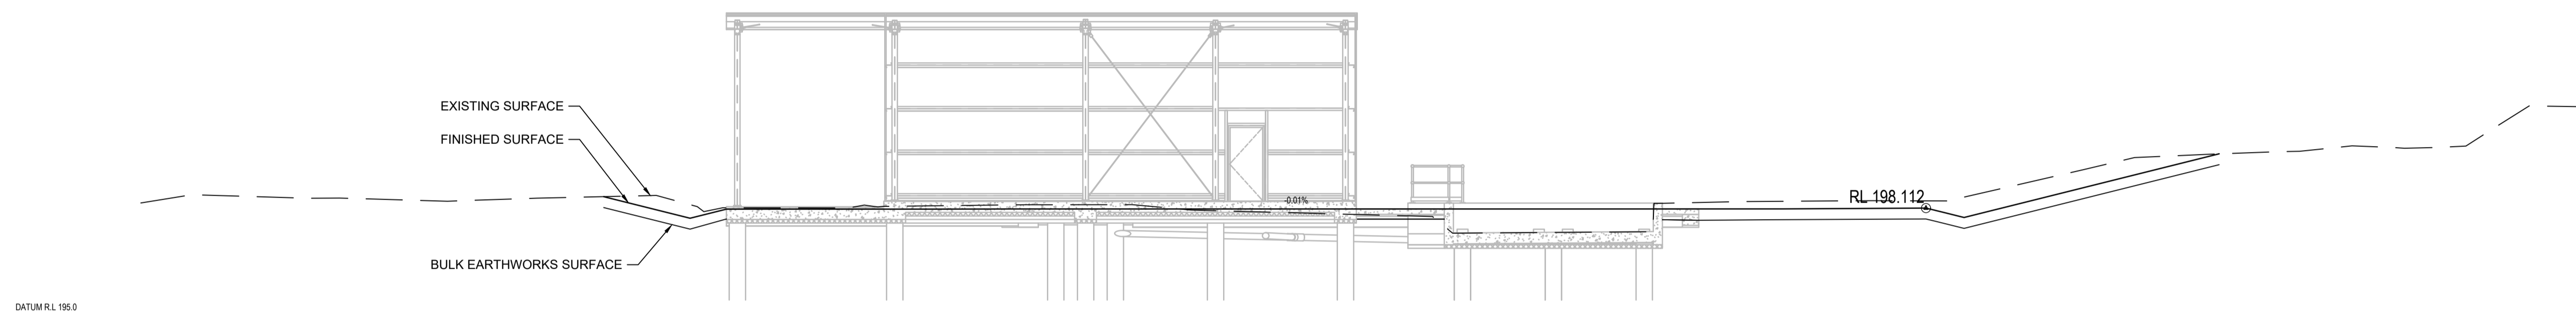 EXISTING SURFACE
FINISHED SURFACE
RL 198.112
-0.01%
BULK EARTHWORKS SURFACE
DATUM R.L 195.0